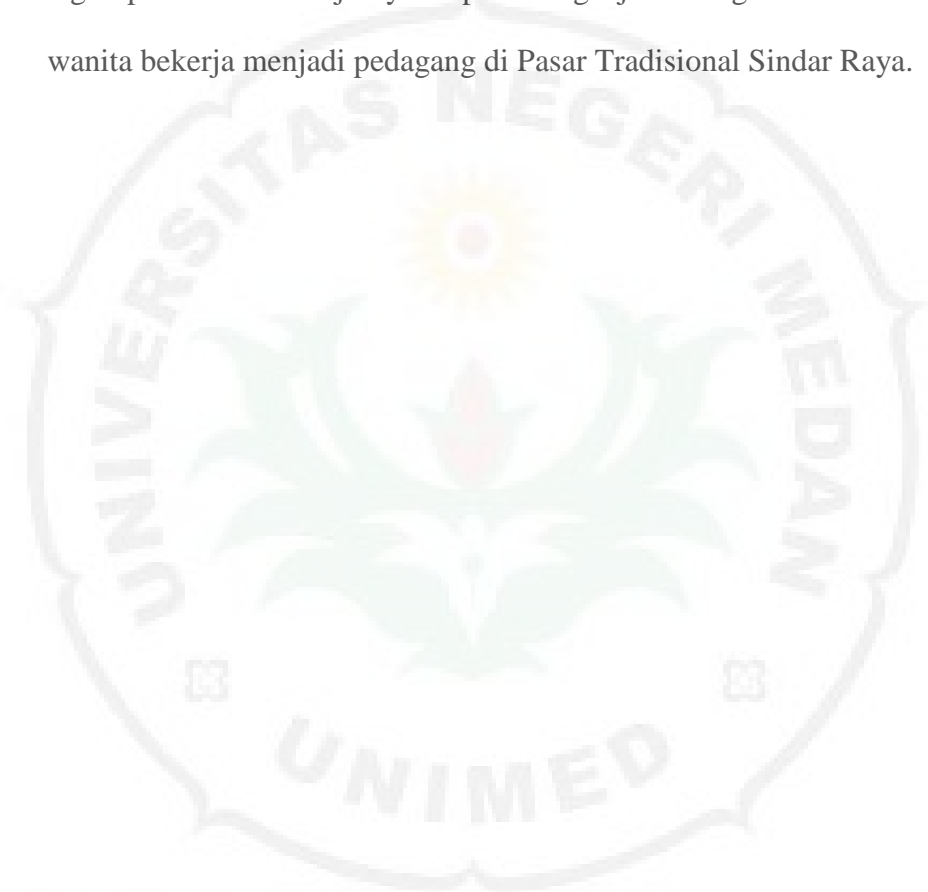 wanita bekerja menjadi pedagang di Pasar Tradisional Sindar Raya.
UNIVERSITAS NEGERI MEDAN
UNIMED